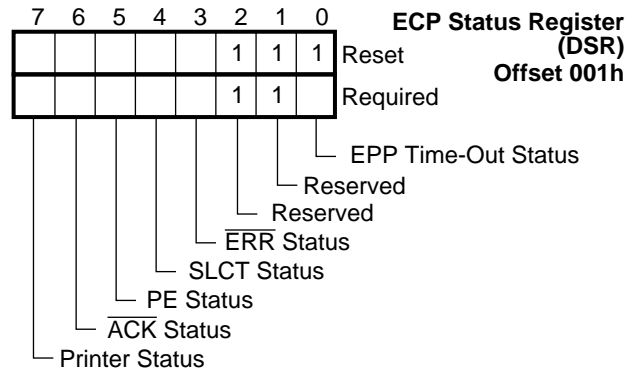 7 6 5 4 3 2 1 0
ECP Status Register
(DSR)
Offset 001h
1 1 1 Reset
1 1 Required
EPP Time-Out Status
Reserved
Reserved
ERR Status
SLCT Status
PE Status
ACK Status
Printer Status